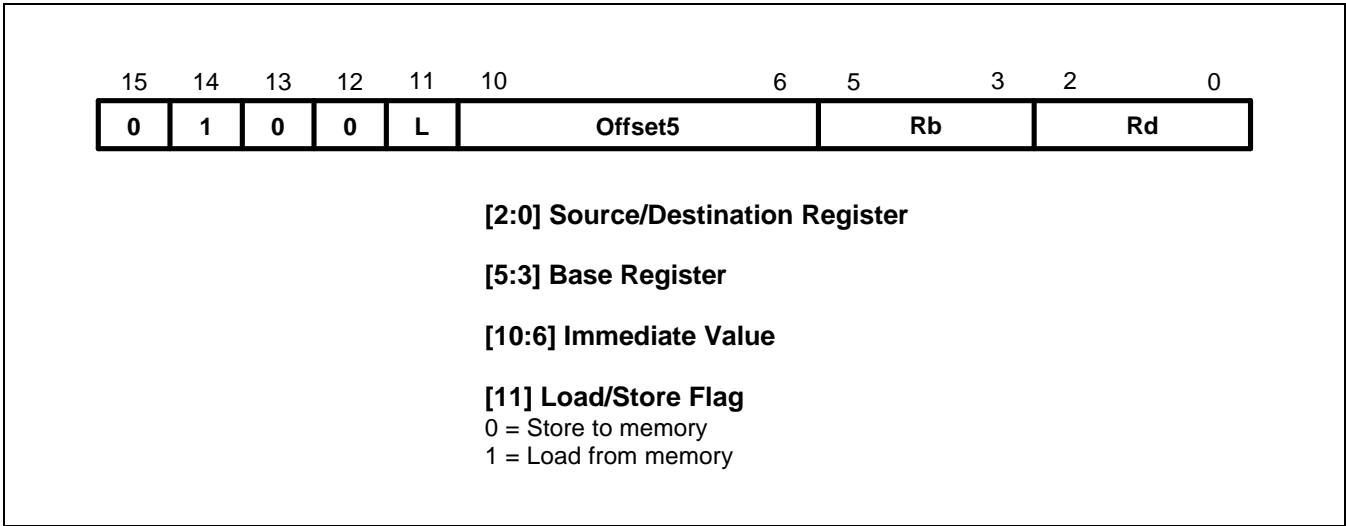 15 14 13 12 11 10 6 5 3 2 0
0 1 0 0 L Offset5 Rb Rd
[2:0] Source/Destination Register
[5:3] Base Register
[10:6] Immediate Value
[11] Load/Store Flag
0 = Store to memory
1 = Load from memory